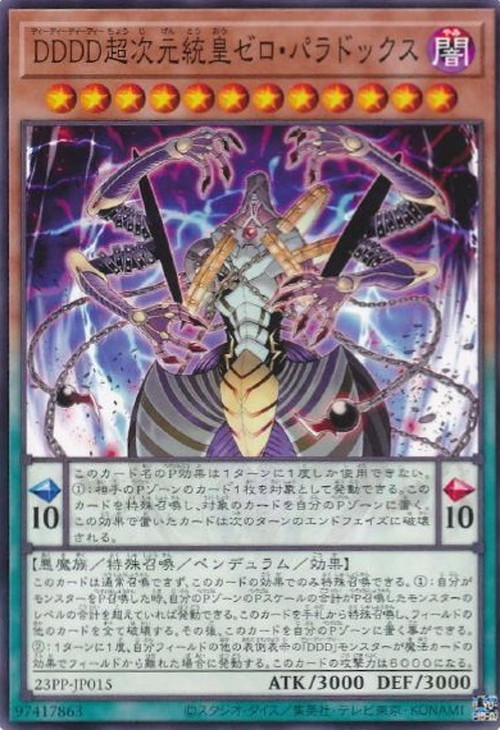 DDDD超次元統皇ゼロ・パラドックス
闇
このカード名のP効果は1ターンに1度しか使用できない。
①：相手のPゾーンのカード1枚を対象として発動できる。この
カードを特殊召喚し、対象のカードを自分のPゾーンに置く。
この効果で置いたカードは次のターンのエンドフェイズに破壊
される。
10
10
【悪魔族／特殊召喚／ペンデュラム／効果】
このカードは通常召喚できず、このカードの効果でのみ特殊召喚できる。①：自分が
モンスターをP召喚した時、自分のPゾーンのPスケールの合計がP召喚したモンスター
のレベルの合計を超えていれば発動できる。このカードを手札から特殊召喚し、フィールドの
他のカードを全て破壊する。その後、このカードを自分のPゾーンに置く事ができる。
②：1ターンに1度、自分フィールドの他の表側表示の「DDD」モンスターが魔法カードの
効果でフィールドから離れた場合に発動する。このカードの攻撃力は6000になる。
23PP-JP015
ATK/3000 DEF/3000
97417863
©スタジオ・ダイス／集英社・テレビ東京・KONAMI